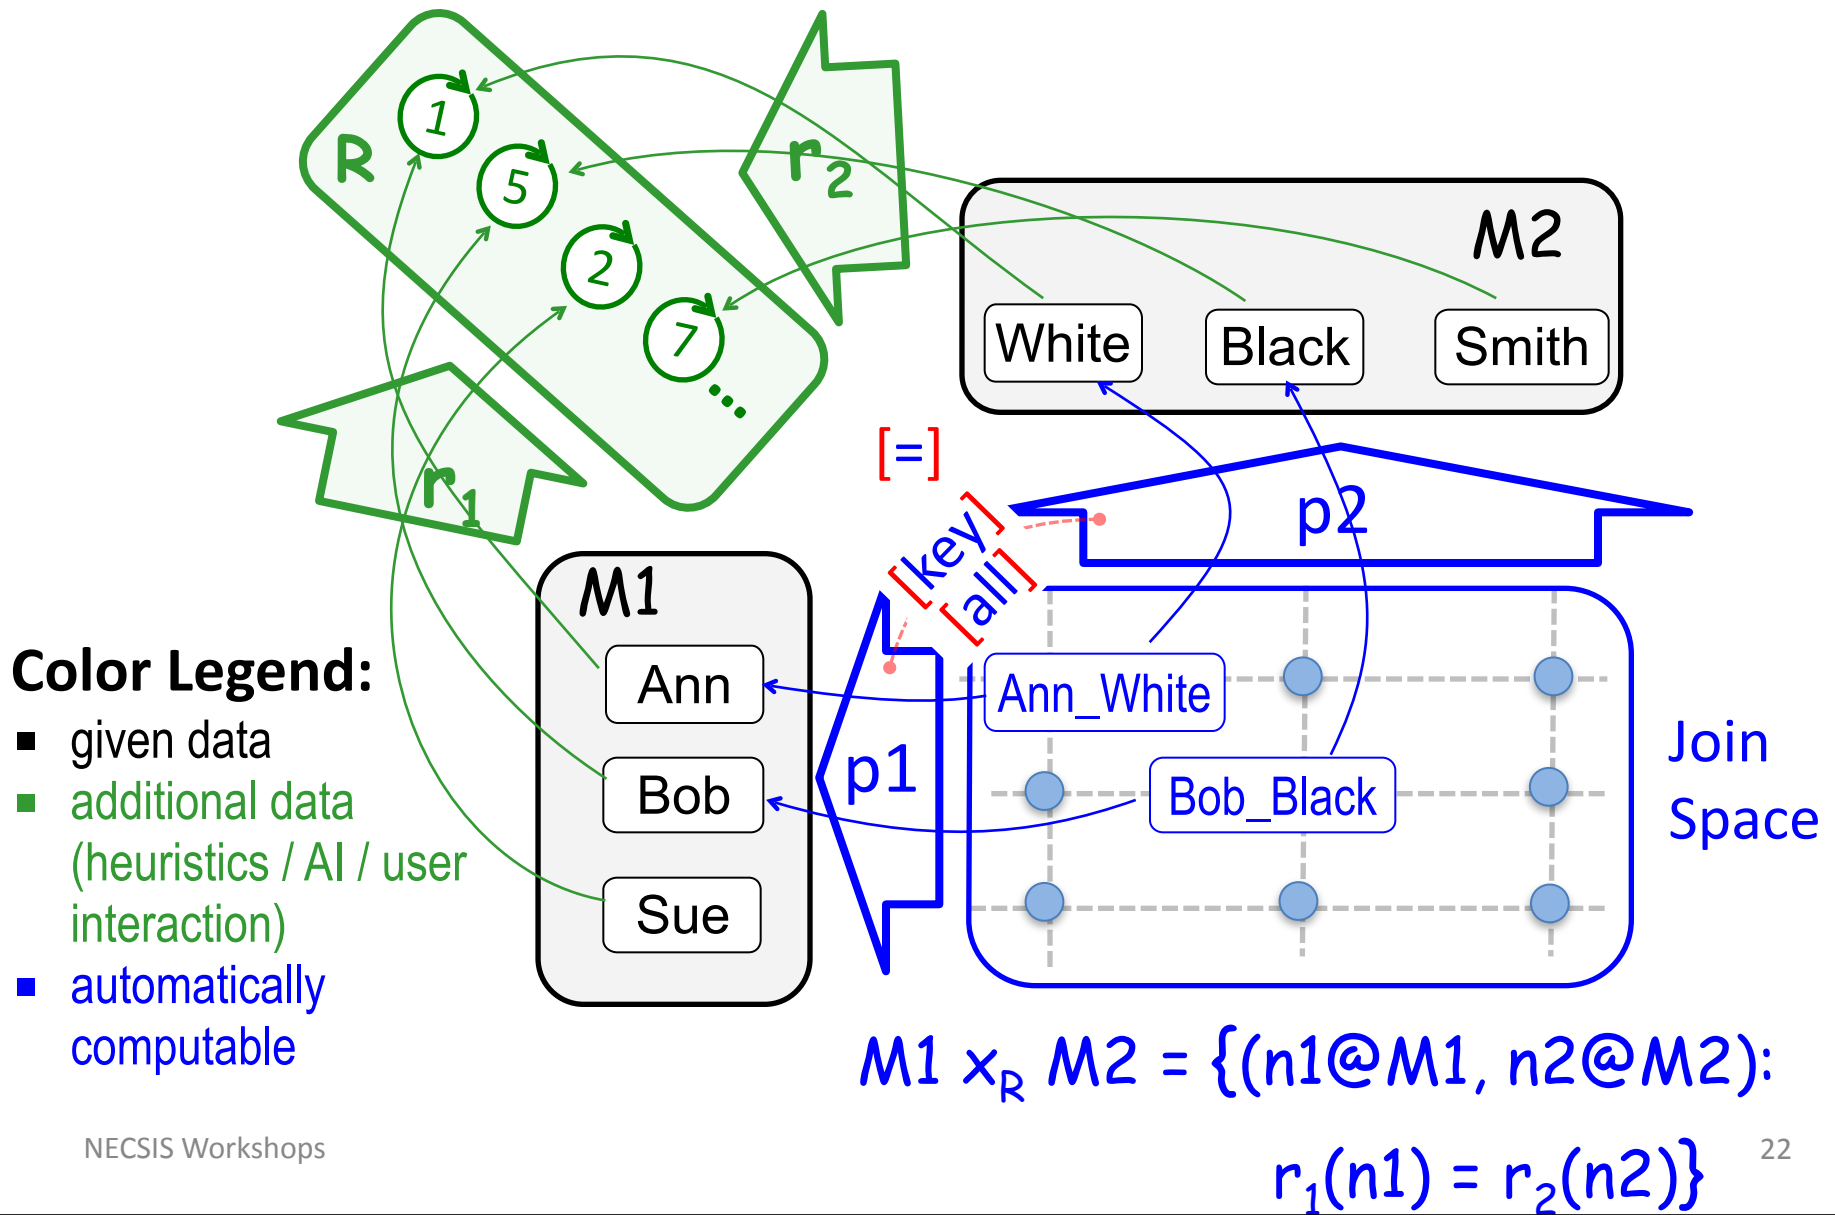 R
1
5
2
7
...
r2
r1
M2
White
Black
Smith
[=]
[key]
[all]
p2
M1
Ann
Bob
Sue
p1
Ann_White
Bob_Black
Join
Space
Color Legend:
given data
additional data
(heuristics / AI / user
interaction)
automatically
computable
M1 xR M2 = {(n1@M1, n2@M2):
r1(n1) = r2(n2)}
NECSIS Workshops
22